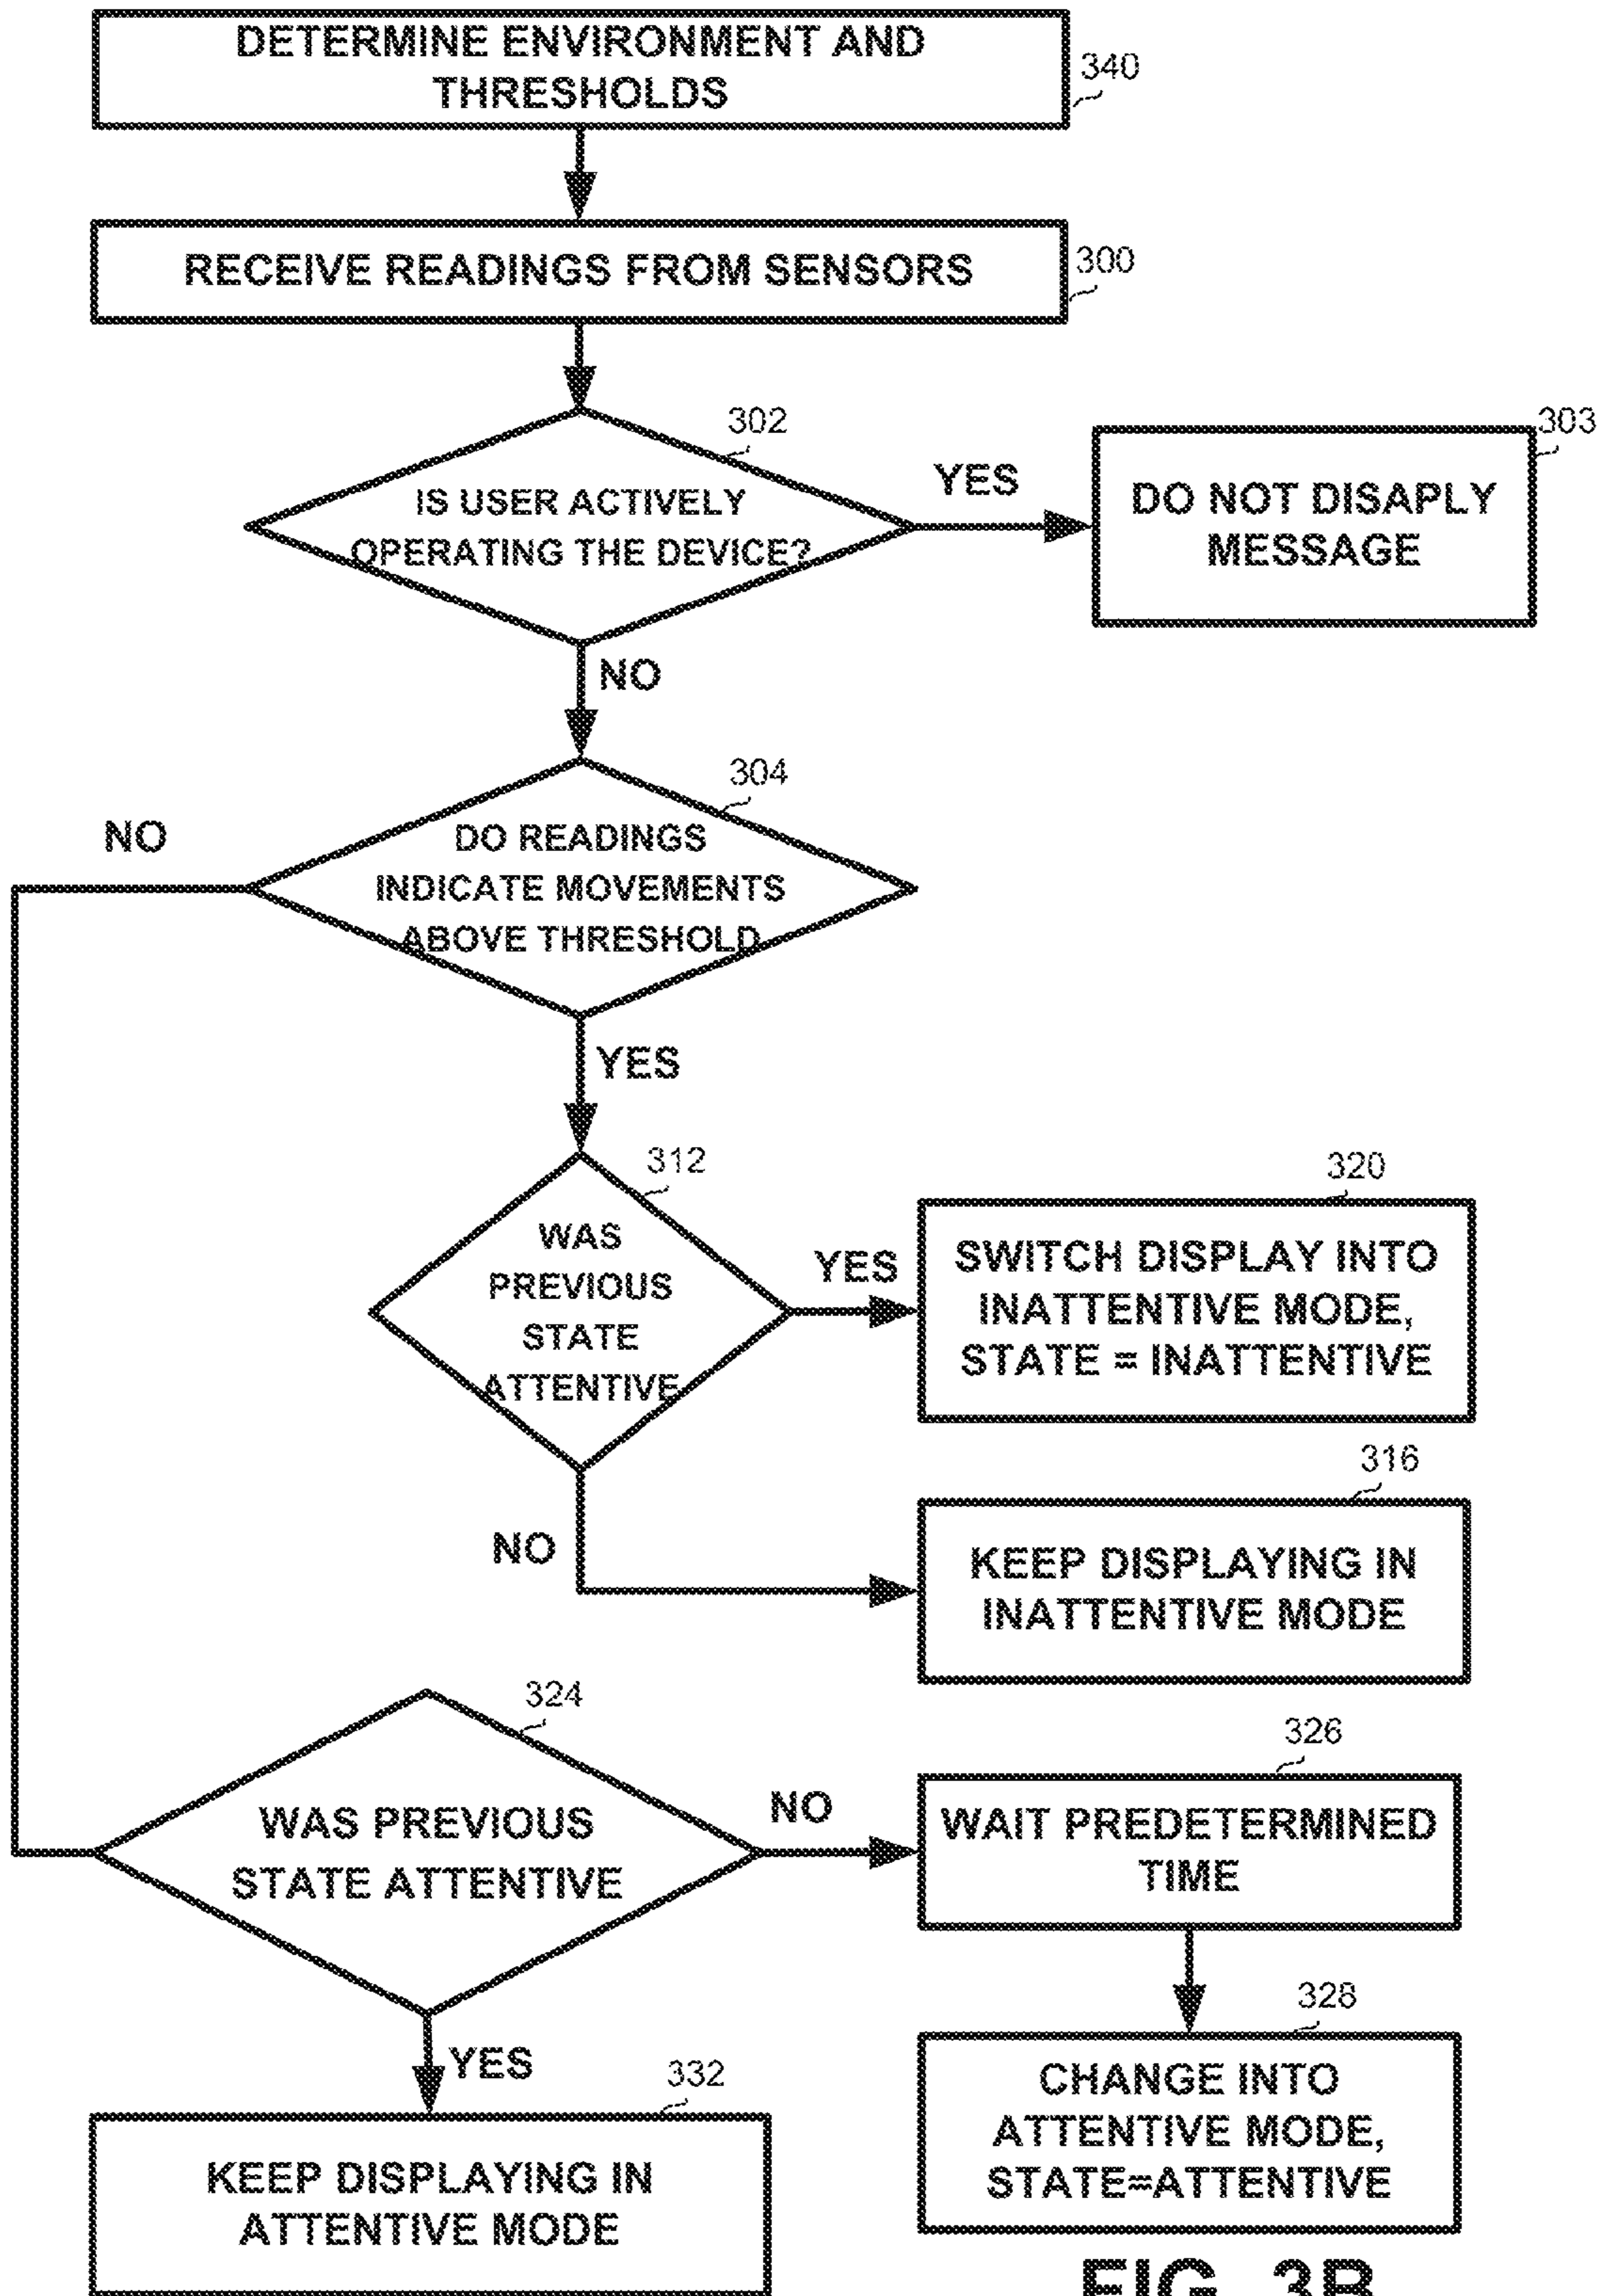 DETERMINE ENVIRONMENT AND
THRESHOLDS
340
RECEIVE READINGS FROM SENSORS
300
302
IS USER ACTIVELY
OPERATING THE DEVICE?
YES
303
DO NOT DISAPLY
MESSAGE
NO
304
NO
DO READINGS
INDICATE MOVEMENTS
ABOVE THRESHOLD
YES
312
WAS
PREVIOUS
STATE
ATTENTIVE
YES
320
SWITCH DISPLAY INTO
INATTENTIVE MODE,
STATE = INATTENTIVE
NO
316
KEEP DISPLAYING IN
INATTENTIVE MODE
324
WAS PREVIOUS
STATE ATTENTIVE
NO
326
WAIT PREDETERMINED
TIME
328
CHANGE INTO
ATTENTIVE MODE,
STATE=ATTENTIVE
YES
332
KEEP DISPLAYING IN
ATTENTIVE MODE
FIG. 3B